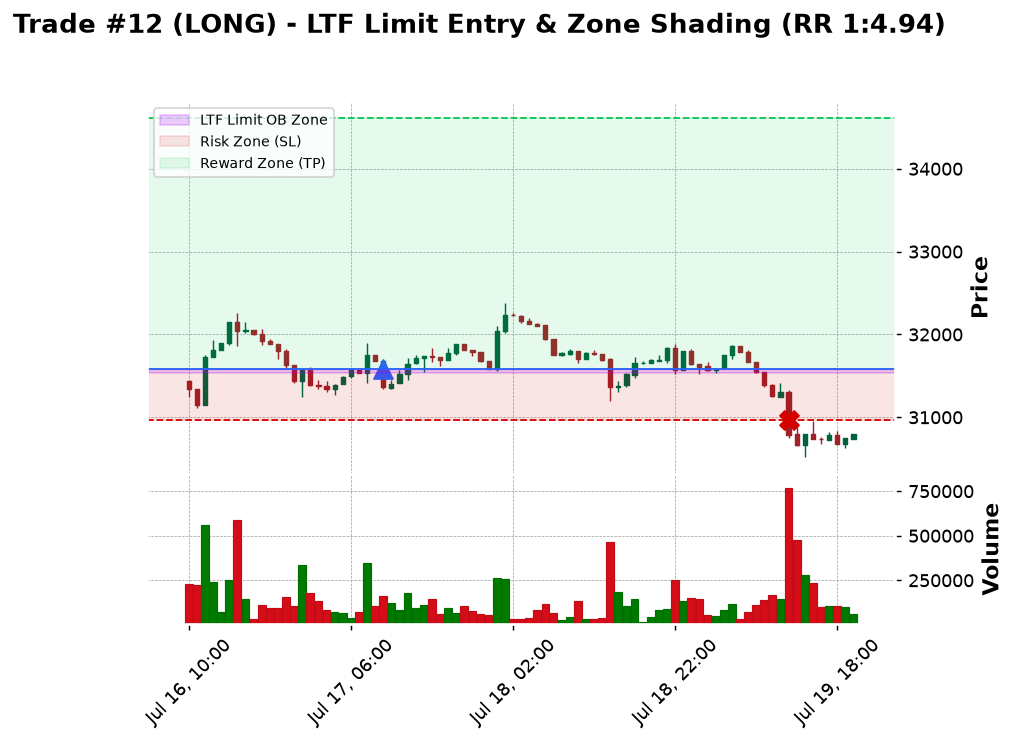 Trade #12 (LONG) - LTF Limit Entry & Zone Shading (RR 1:4.94)
LTF Limit OB Zone
Risk Zone (SL)
Reward Zone (TP)
34000
33000
32000
31000
Price
750000
500000
250000
Volume
Jul 16, 10:00
Jul 17, 06:00
Jul 18, 02:00
Jul 18, 22:00
Jul 19, 18:00